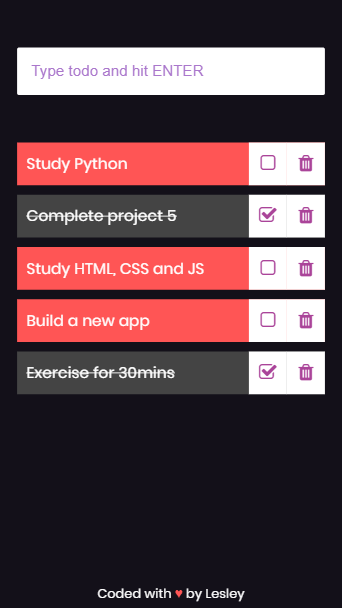 Type todo and hit ENTER
Study Python
Complete project 5
Study HTML, CSS and JS
Build a new app
Exercise for 30mins
Coded with ♥ by Lesley